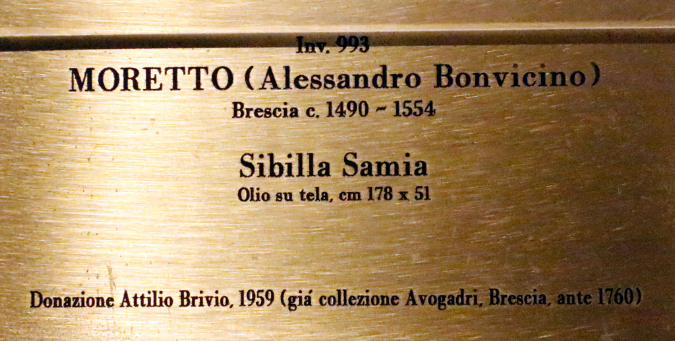 Inv. 993
MORETTO (Alessandro Bonvicino)
Brescia c. 1490 ~ 1554
Sibilla Samia
Olio su tela, cm 178 x 51
Donazione Attilio Brivio, 1959 (giá collezione Avogadri, Brescia, ante 1760)